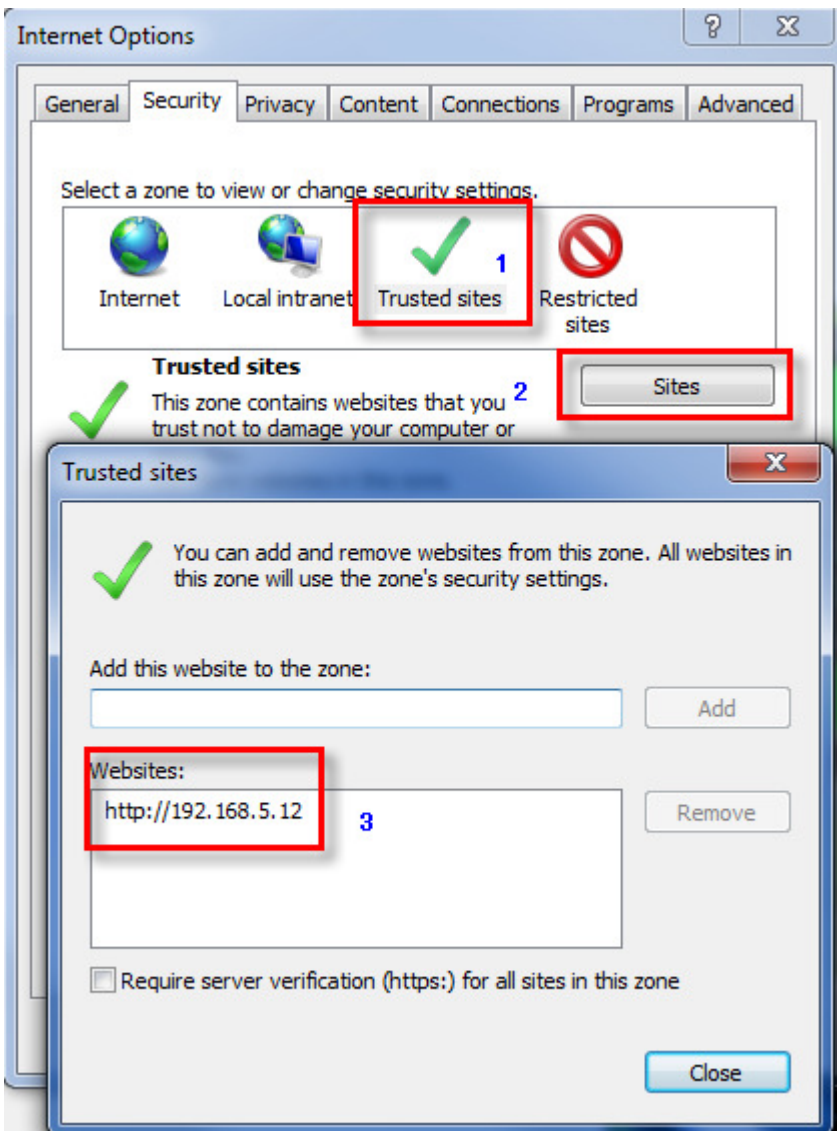 Internet Options
General Security Privacy Content Connections Programs Advanced
Select a zone to view or change security settings.
Internet Local intranet Trusted sites 1 Restricted
sites
Trusted sites
This zone contains websites that you
trust not to damage your computer or
2 Sites
Trusted sites
You can add and remove websites from this zone. All websites in
this zone will use the zone's security settings.
Add this website to the zone:
Add
Websites:
http://192.168.5.12
3
Remove
Require server verification (https:) for all sites in this zone
Close